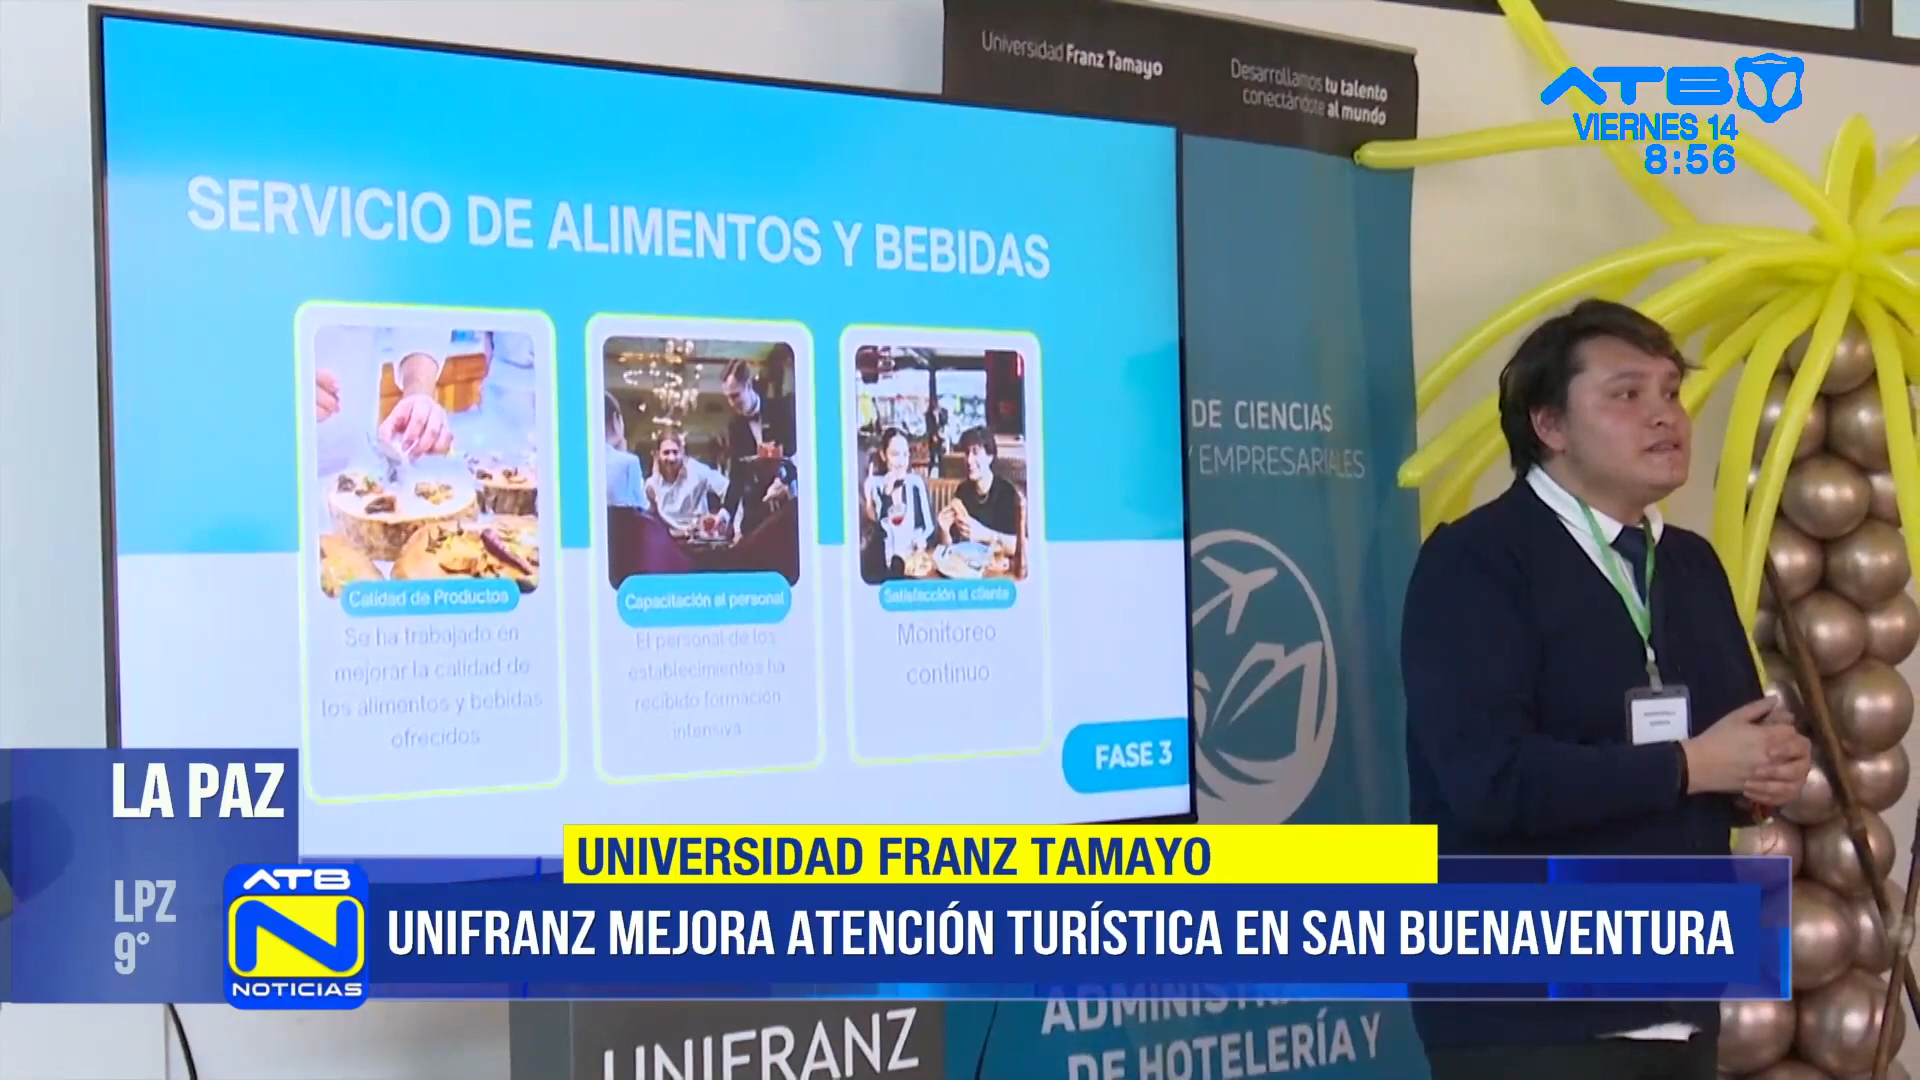 Universidad Franz Tamayo
Desarrollamos tu talento
conectándote al mundo
ATB
VIERNES 14
8:56
SERVICIO DE ALIMENTOS Y BEBIDAS
Calidad de Productos
Se ha trabajado en
mejorar la calidad de
los alimentos y bebidas
ofrecidos
Capacitación al personal
El personal de los
establecimientos ha
recibido formación
intensiva
Satisfacción al cliente
Monitoreo
continuo
FASE 3
DE CIENCIAS
Y EMPRESARIALES
LA PAZ
LPZ
9°
ATB
N
NOTICIAS
UNIVERSIDAD FRANZ TAMAYO
UNIFRANZ MEJORA ATENCIÓN TURÍSTICA EN SAN BUENAVENTURA
UNIFRANZ
DE HOTELERÍA Y